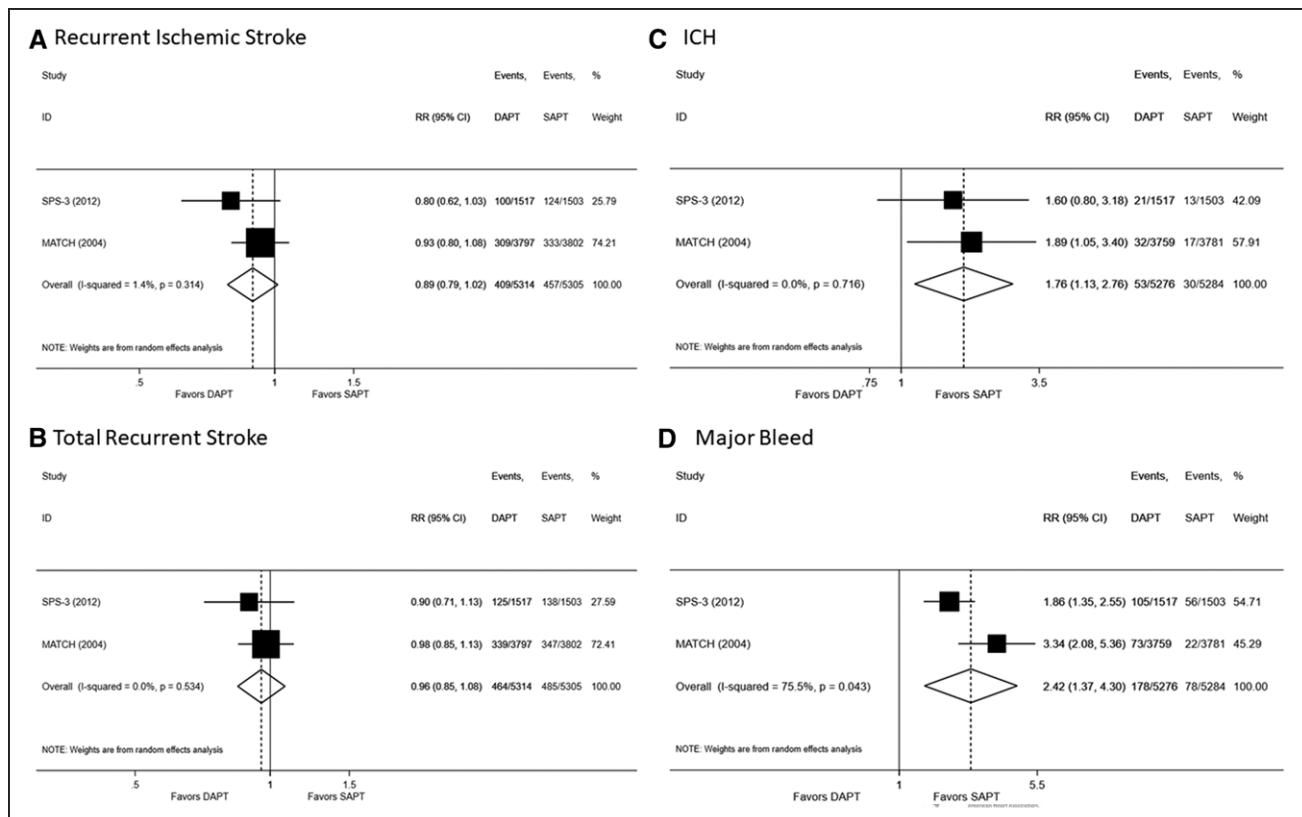 A Recurrent Ischemic Stroke
Study Events, Events, %
ID RR (95% CI) DAPT SAPT Weight
SPS-3 (2012) 0.80 (0.62, 1.03) 100/1517 124/1503 25.79
MATCH (2004) 0.93 (0.80, 1.08) 309/3797 333/3802 74.21
Overall (I-squared = 1.4%, p = 0.314) 0.89 (0.79, 1.02) 409/5314 457/5305 100.00
NOTE: Weights are from random effects analysis
.5 1 1.5
Favors DAPT Favors SAPT
B Total Recurrent Stroke
Study Events, Events, %
ID RR (95% CI) DAPT SAPT Weight
SPS-3 (2012) 0.90 (0.71, 1.13) 125/1517 138/1503 27.59
MATCH (2004) 0.98 (0.85, 1.13) 339/3797 347/3802 72.41
Overall (I-squared = 0.0%, p = 0.534) 0.96 (0.85, 1.08) 464/5314 485/5305 100.00
NOTE: Weights are from random effects analysis
.5 1 1.5
Favors DAPT Favors SAPT
C ICH
Study Events, Events, %
ID RR (95% CI) DAPT SAPT Weight
SPS-3 (2012) 1.60 (0.80, 3.18) 21/1517 13/1503 42.09
MATCH (2004) 1.89 (1.05, 3.40) 32/3759 17/3781 57.91
Overall (I-squared = 0.0%, p = 0.716) 1.76 (1.13, 2.76) 53/5276 30/5284 100.00
NOTE: Weights are from random effects analysis
.75 1 3.5
Favors DAPT Favors SAPT
D Major Bleed
Study Events, Events, %
ID RR (95% CI) DAPT SAPT Weight
SPS-3 (2012) 1.86 (1.35, 2.55) 105/1517 56/1503 54.71
MATCH (2004) 3.34 (2.08, 5.36) 73/3759 22/3781 45.29
Overall (I-squared = 75.5%, p = 0.043) 2.42 (1.37, 4.30) 178/5276 78/5284 100.00
NOTE: Weights are from random effects analysis
1 5.5
Favors DAPT Favors SAPT